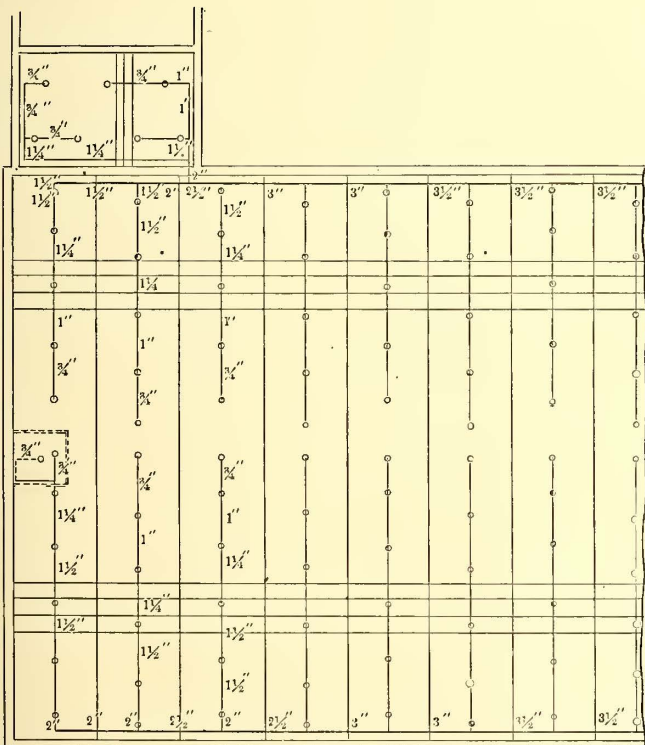 ¾" ¾" 1"
¾" 1"
¾"
1¼" 1¼" 1½"
2"
1½" 1½" 1½ 2" 2½" 3" 3" 3½" 3½" 3½"
1½" 1½" 1½"
1¼" 1¼"
1¼
1" 1" 1"
¾" ¾" ¾"
¾" ¾" ¾" ¾"
1¼" 1" 1"
1½" 1¼"
1¼"
1½" 1½"
1½" 1½"
2" 2" 2" 2½" 2" 2½" 3" 3" 3½" 3½"